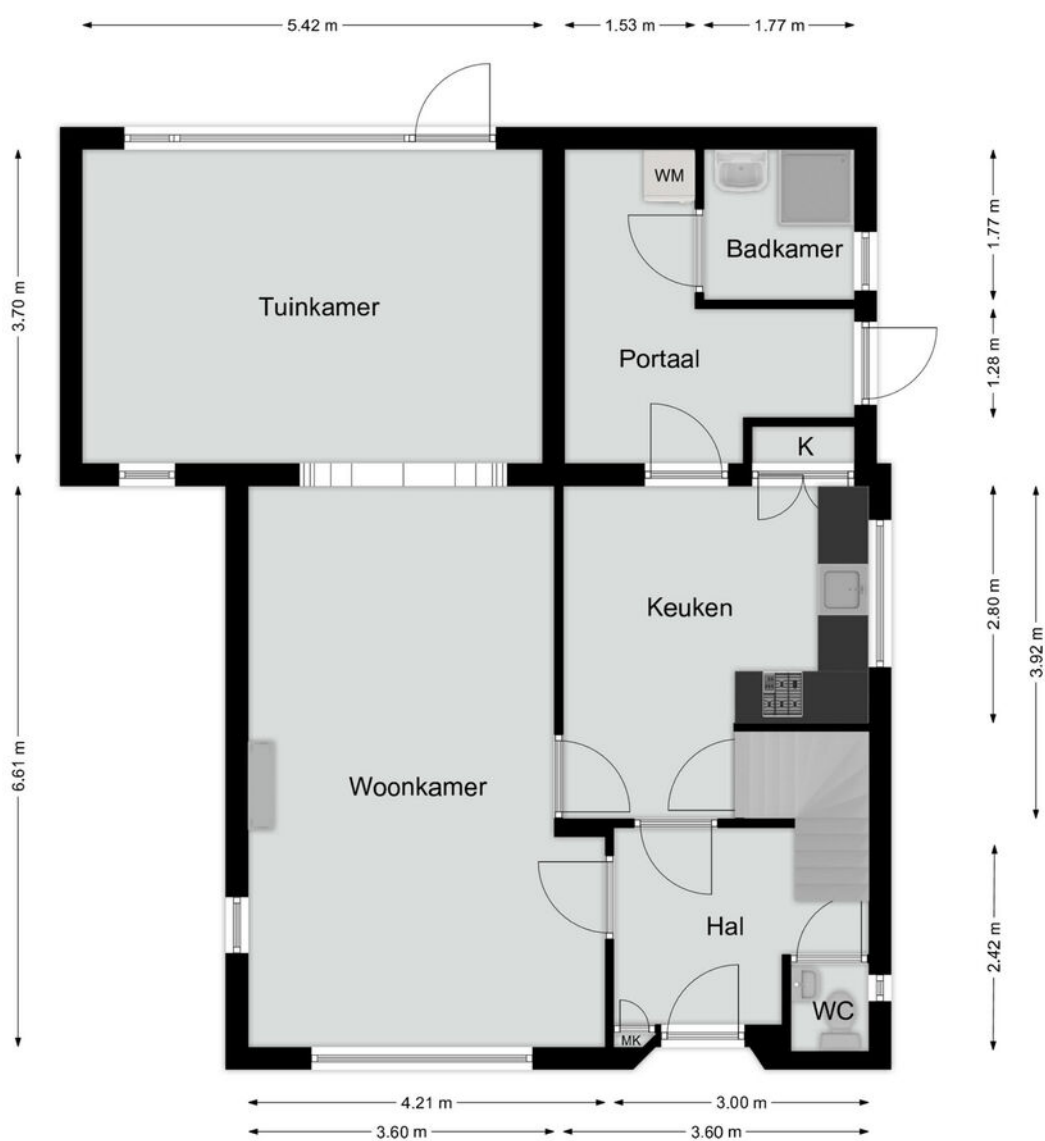 5.42 m
1.53 m
1.77 m
WM
Badkamer
1.77 m
3.70 m
Tuinkamer
Portaal
1.28 m
K
Keuken
2.80 m
3.92 m
6.61 m
Woonkamer
Hal
2.42 m
WC
MK
4.21 m
3.00 m
3.60 m
3.60 m